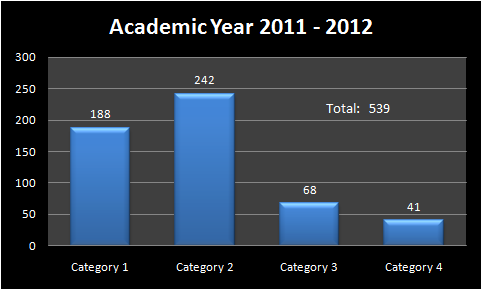 Academic Year 2011 - 2012
300
250
200
150
100
50
0
188
242
68
41
Total: 539
Category 1
Category 2
Category 3
Category 4